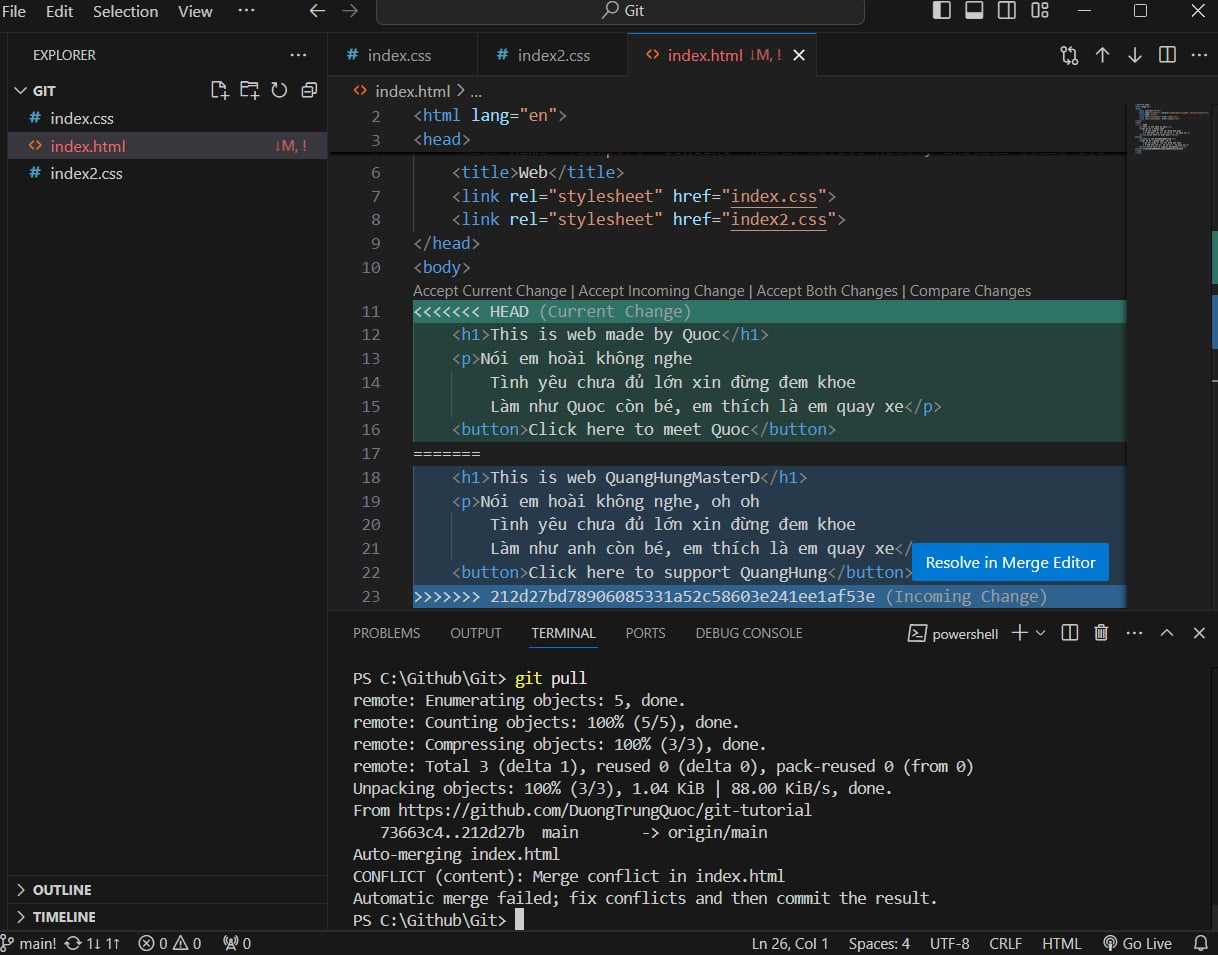 File Edit Selection View ... Git
EXPLORER ...
GIT
# index.css
<> index.html ↓M, !
# index2.css
OUTLINE
TIMELINE
# index.css # index2.css <> index.html ↓M, !
<> index.html > ...
2 <html lang="en">
3 <head>
6 <title>Web</title>
7 <link rel="stylesheet" href="index.css">
8 <link rel="stylesheet" href="index2.css">
9 </head>
10 <body>
Accept Current Change | Accept Incoming Change | Accept Both Changes | Compare Changes
11 <<<<<<< HEAD (Current Change)
12 <h1>This is web made by Quoc</h1>
13 <p>Nói em hoài không nghe
14 Tình yêu chưa đủ lớn xin đừng đem khoe
15 Làm như Quoc còn bé, em thích là em quay xe</p>
16 <button>Click here to meet Quoc</button>
17 =======
18 <h1>This is web QuangHungMasterD</h1>
19 <p>Nói em hoài không nghe, oh oh
20 Tình yêu chưa đủ lớn xin đừng đem khoe
21 Làm như anh còn bé, em thích là em quay xe</
22 <button>Click here to support QuangHung</button>
Resolve in Merge Editor
23 >>>>>>> 212d27bd78906085331a52c58603e241ee1af53e (Incoming Change)
PROBLEMS OUTPUT TERMINAL PORTS DEBUG CONSOLE powershell
PS C:\Github\Git> git pull
remote: Enumerating objects: 5, done.
remote: Counting objects: 100% (5/5), done.
remote: Compressing objects: 100% (3/3), done.
remote: Total 3 (delta 1), reused 0 (delta 0), pack-reused 0 (from 0)
Unpacking objects: 100% (3/3), 1.04 KiB | 88.00 KiB/s, done.
From https://github.com/DuongTrungQuoc/git-tutorial
73663c4..212d27b main -> origin/main
Auto-merging index.html
CONFLICT (content): Merge conflict in index.html
Automatic merge failed; fix conflicts and then commit the result.
PS C:\Github\Git>
main! 1↓ 1↑ 0 0 0 Ln 26, Col 1 Spaces: 4 UTF-8 CRLF HTML Go Live